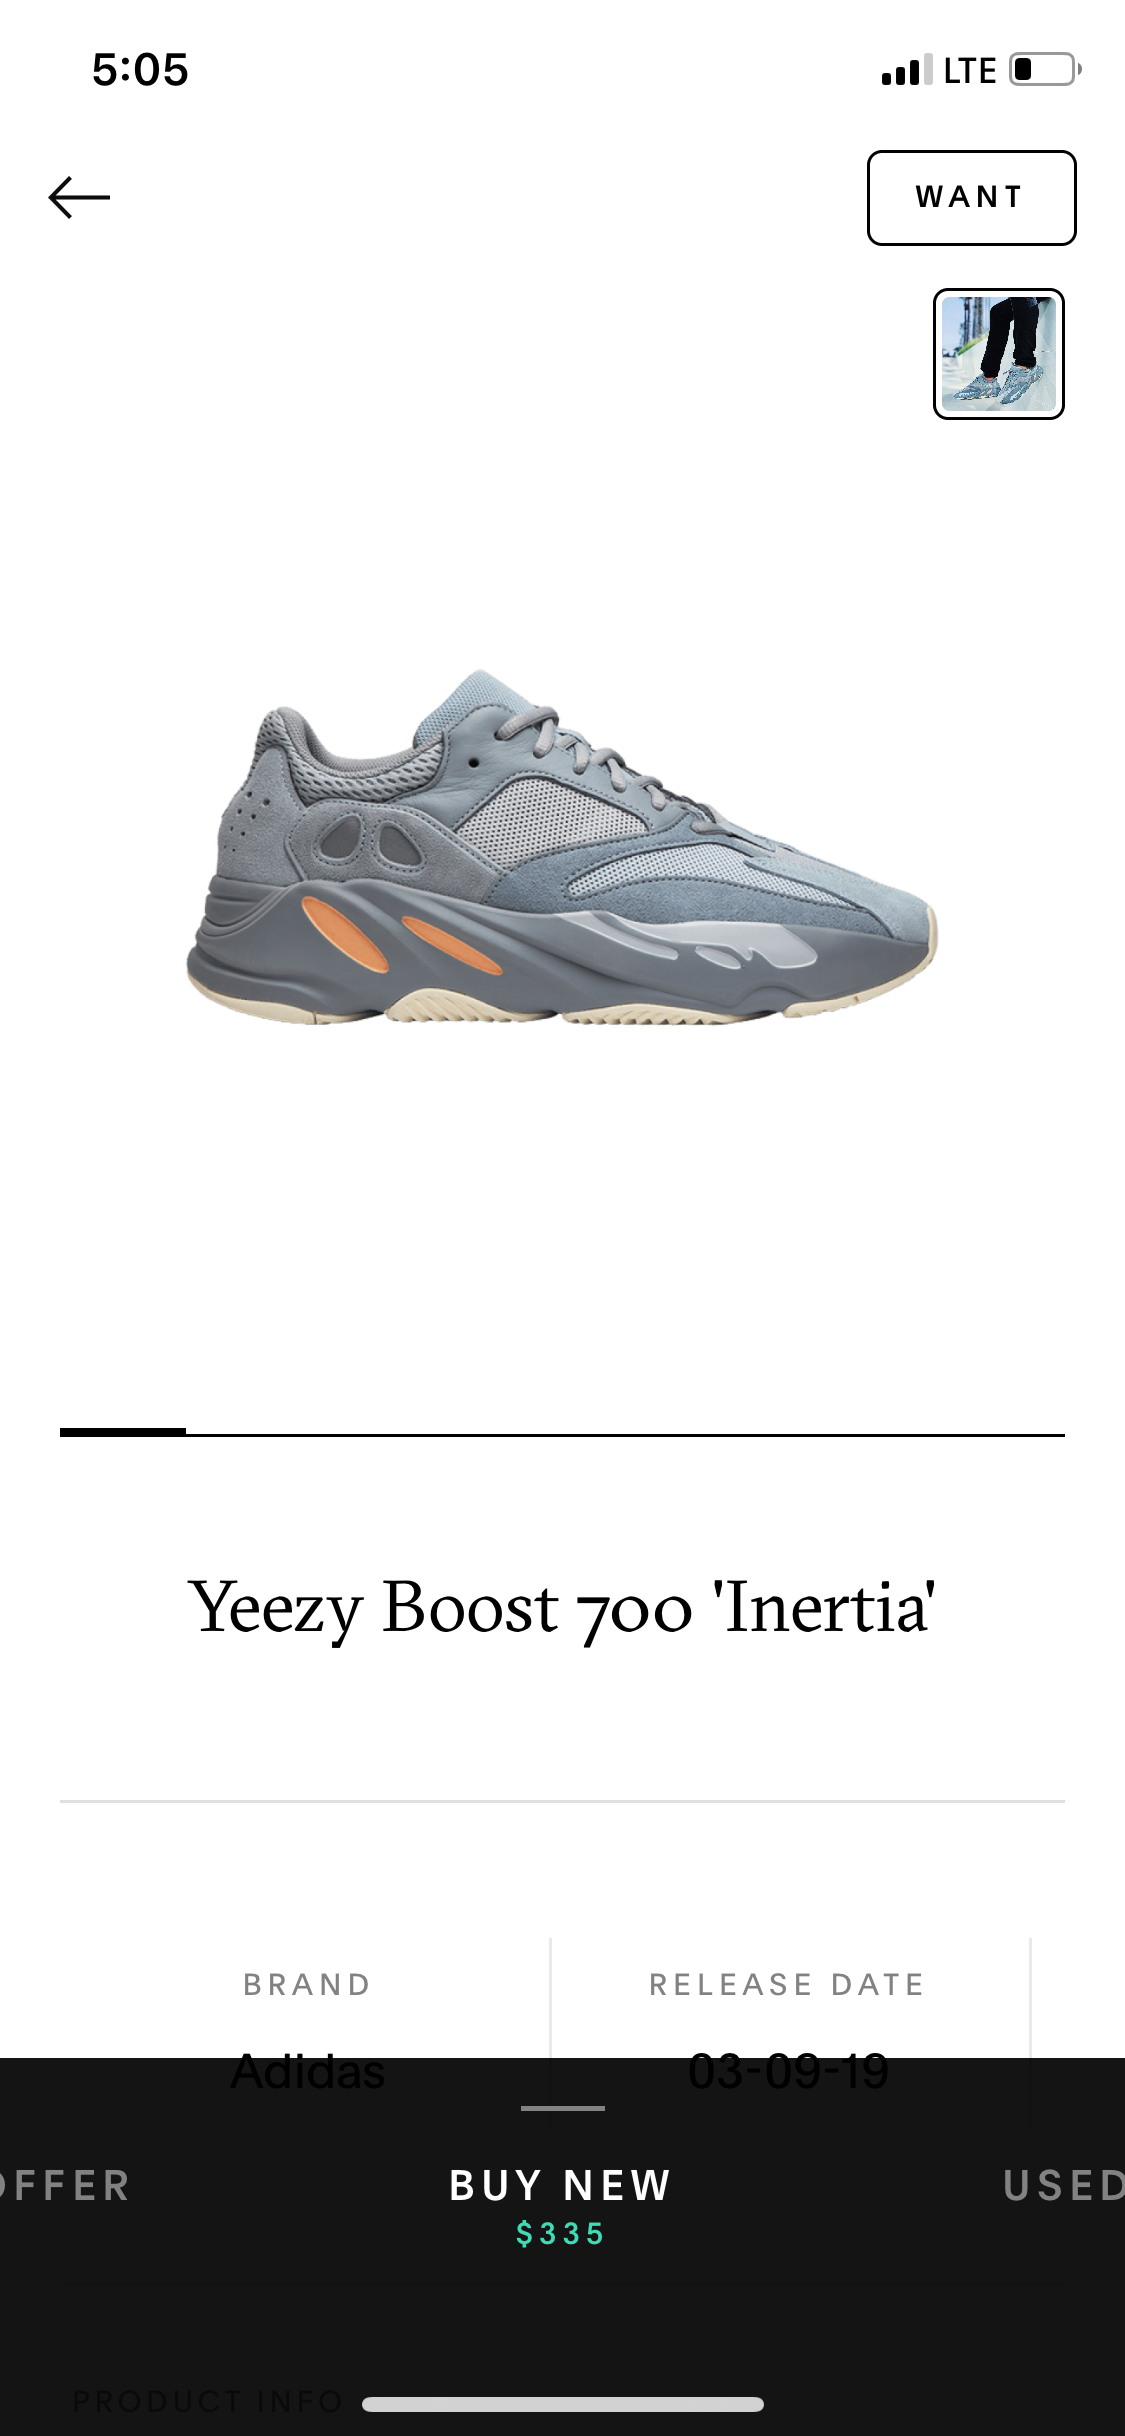 5:05 LTE
WANT
Yeezy Boost 700 'Inertia'
BRAND RELEASE DATE
Adidas 03-09-19
OFFER BUY NEW USED
$335
PRODUCT INFO